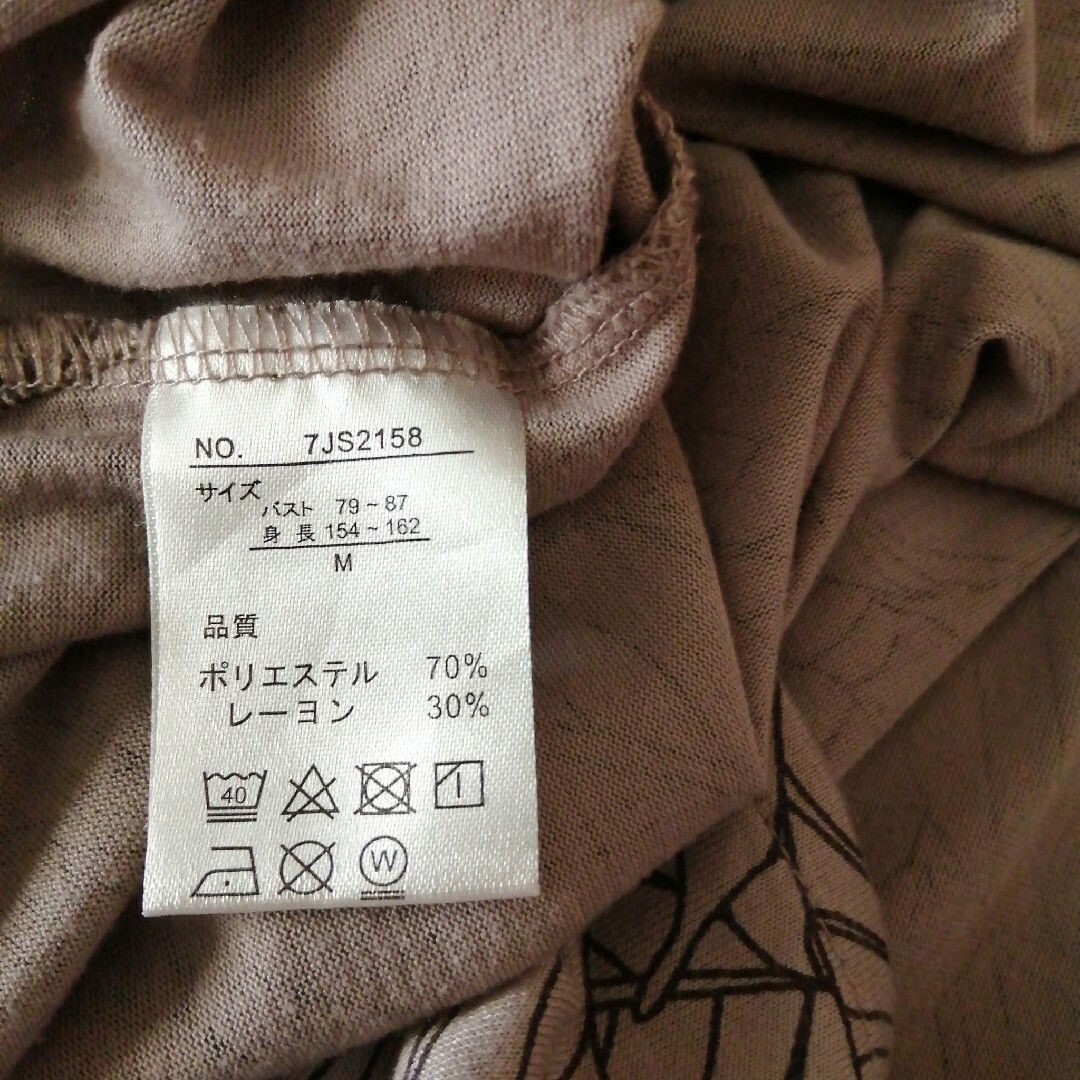 NO. 7JS2158
サイズ
バスト 79~87
身長 154~162
M
品質
ポリエステル 70%
レーヨン 30%
40
W